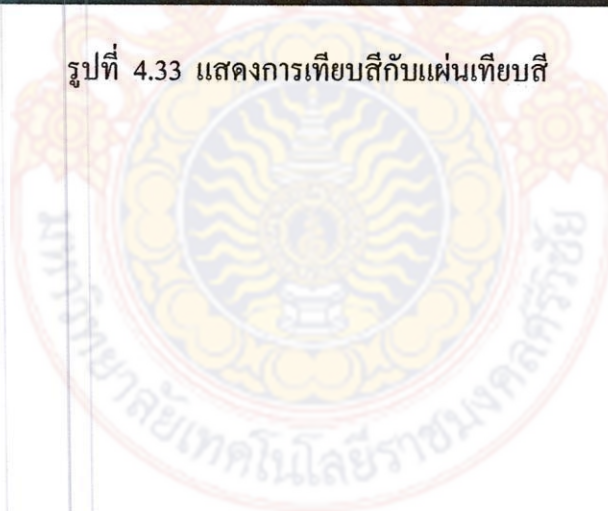 รูปที่ 4.33 แสดงการเทียบสีกับแผ่นเทียบสี
มหาวิทยาลัยเทคโนโลยีราชมงคลศรีวิชัย